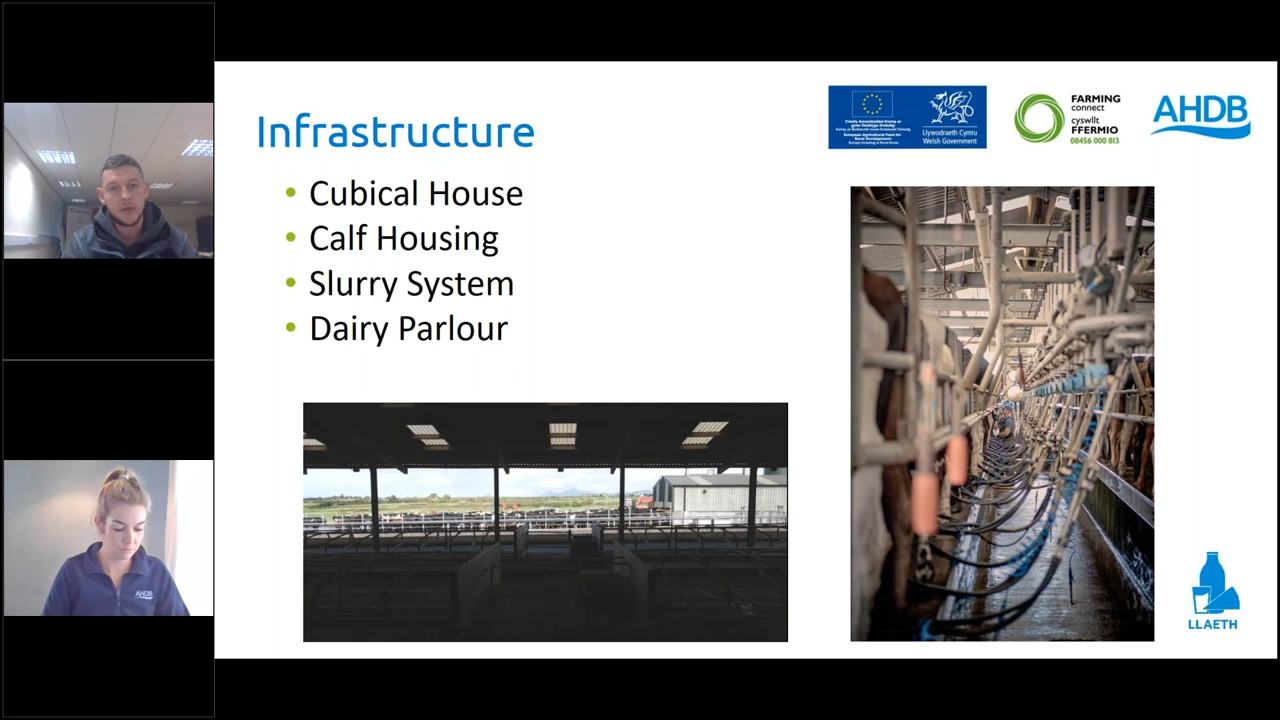 Infrastructure
• Cubical House
• Calf Housing
• Slurry System
• Dairy Parlour
Llywodraeth Cymru
Welsh Government
FARMING
connect
cyswllt
FFERMIO
08456 000 813
AHDB
LLAETH
AHDB